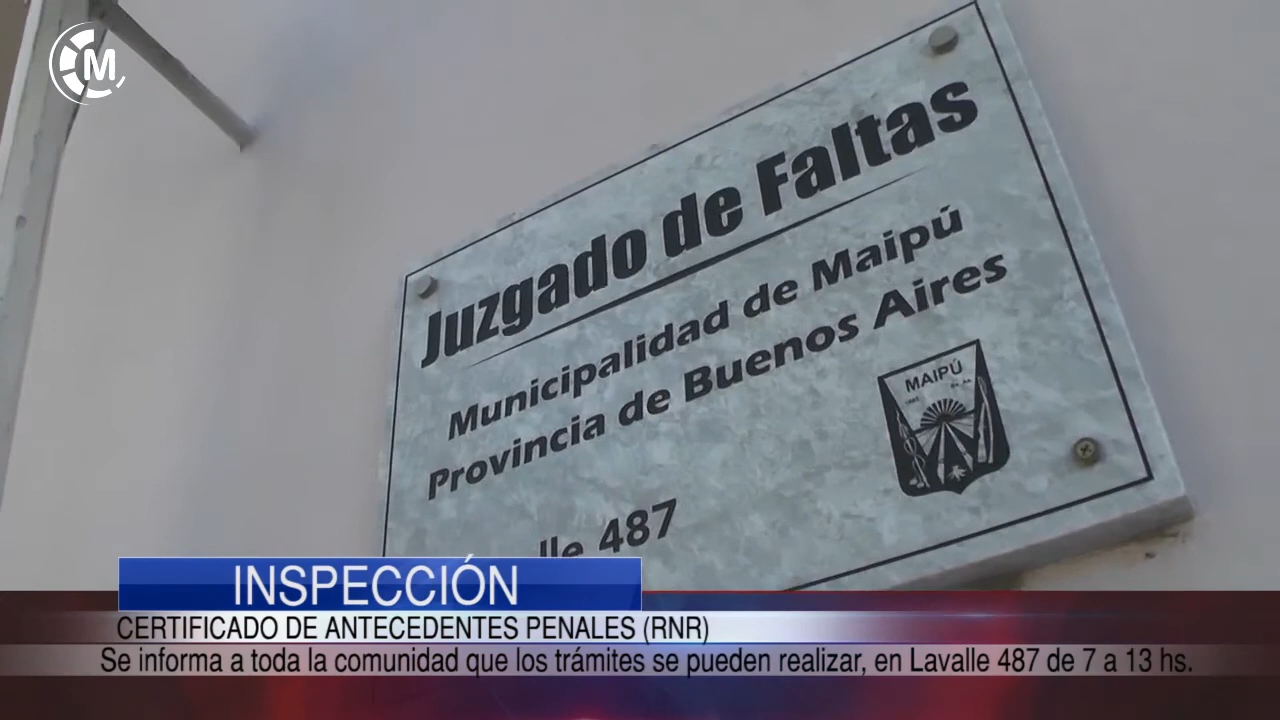 M
Juzgado de Faltas
Municipalidad de Maipú
Provincia de Buenos Aires
MAIPÚ
487
INSPECCIÓN
CERTIFICADO DE ANTECEDENTES PENALES (RNR)
Se informa a toda la comunidad que los trámites se pueden realizar, en Lavalle 487 de 7 a 13 hs.